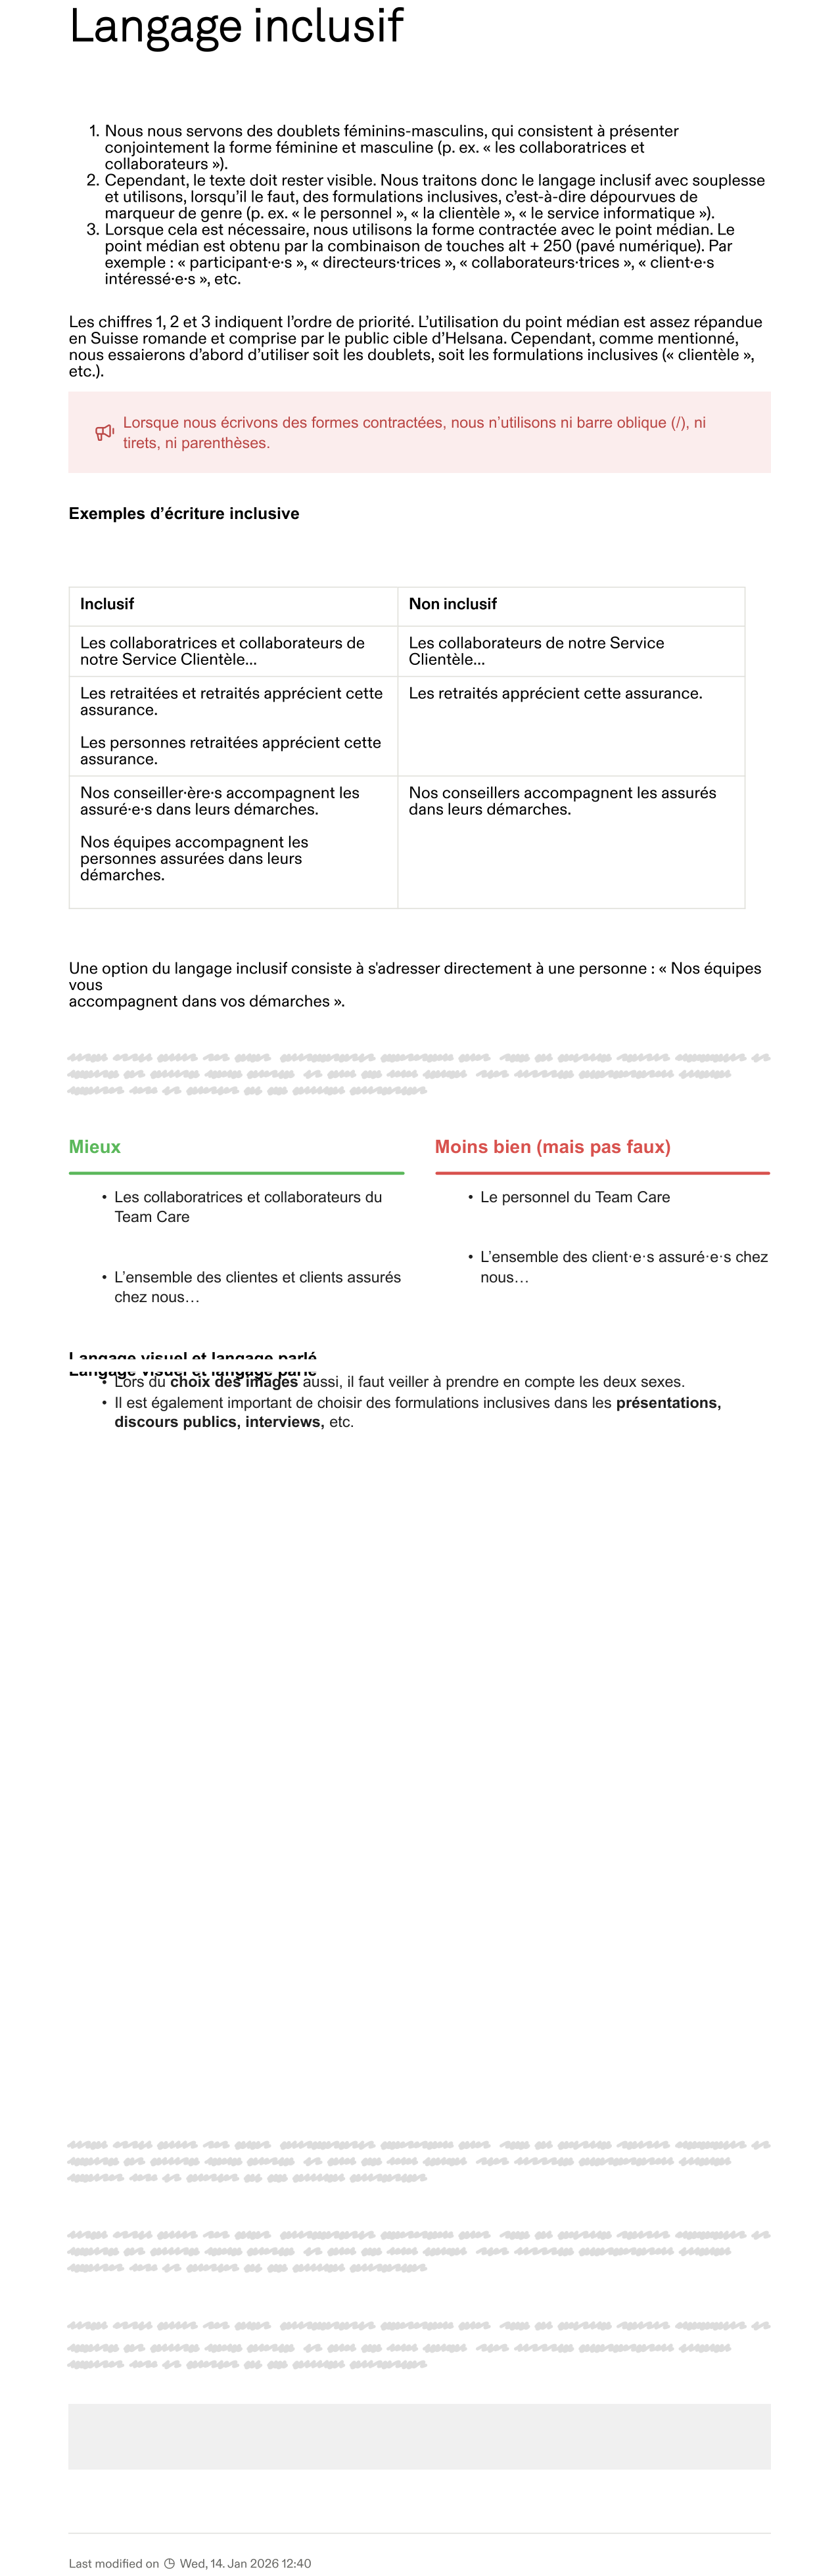 Langage inclusif
1. Nous nous servons des doublets féminins-masculins, qui consistent à présenter
conjointement la forme féminine et masculine (p. ex. « les collaboratrices et
collaborateurs »).
2. Cependant, le texte doit rester visible. Nous traitons donc le langage inclusif avec souplesse
et utilisons, lorsqu’il le faut, des formulations inclusives, c’est-à-dire dépourvues de
marqueur de genre (p. ex. « le personnel », « la clientèle », « le service informatique »).
3. Lorsque cela est nécessaire, nous utilisons la forme contractée avec le point médian. Le
point médian est obtenu par la combinaison de touches alt + 250 (pavé numérique). Par
exemple : « participant·e·s », « directeurs·trices », « collaborateurs·trices », « client·e·s
intéressé·e·s », etc.
Les chiffres 1, 2 et 3 indiquent l’ordre de priorité. L’utilisation du point médian est assez répandue
en Suisse romande et comprise par le public cible d’Helsana. Cependant, comme mentionné,
nous essaierons d’abord d’utiliser soit les doublets, soit les formulations inclusives (« clientèle »,
etc.).
Lorsque nous écrivons des formes contractées, nous n’utilisons ni barre oblique (/), ni
tirets, ni parenthèses.
Exemples d’écriture inclusive
Inclusif
Non inclusif
Les collaboratrices et collaborateurs de
notre Service Clientèle...
Les collaborateurs de notre Service
Clientèle...
Les retraitées et retraités apprécient cette
assurance.
Les personnes retraitées apprécient cette
assurance.
Les retraités apprécient cette assurance.
Nos conseiller·ère·s accompagnent les
assuré·e·s dans leurs démarches.
Nos équipes accompagnent les
personnes assurées dans leurs
démarches.
Nos conseillers accompagnent les assurés
dans leurs démarches.
Une option du langage inclusif consiste à s'adresser directement à une personne : « Nos équipes
vous
accompagnent dans vos démarches ».
Mieux
• Les collaboratrices et collaborateurs du
Team Care
• L’ensemble des clientes et clients assurés
chez nous…
Moins bien (mais pas faux)
• Le personnel du Team Care
• L’ensemble des client·e·s assuré·e·s chez
nous…
Langage visuel et langage parlé
• Lors du choix des images aussi, il faut veiller à prendre en compte les deux sexes.
• Il est également important de choisir des formulations inclusives dans les présentations,
discours publics, interviews, etc.
Last modified on Wed, 14. Jan 2026 12:40